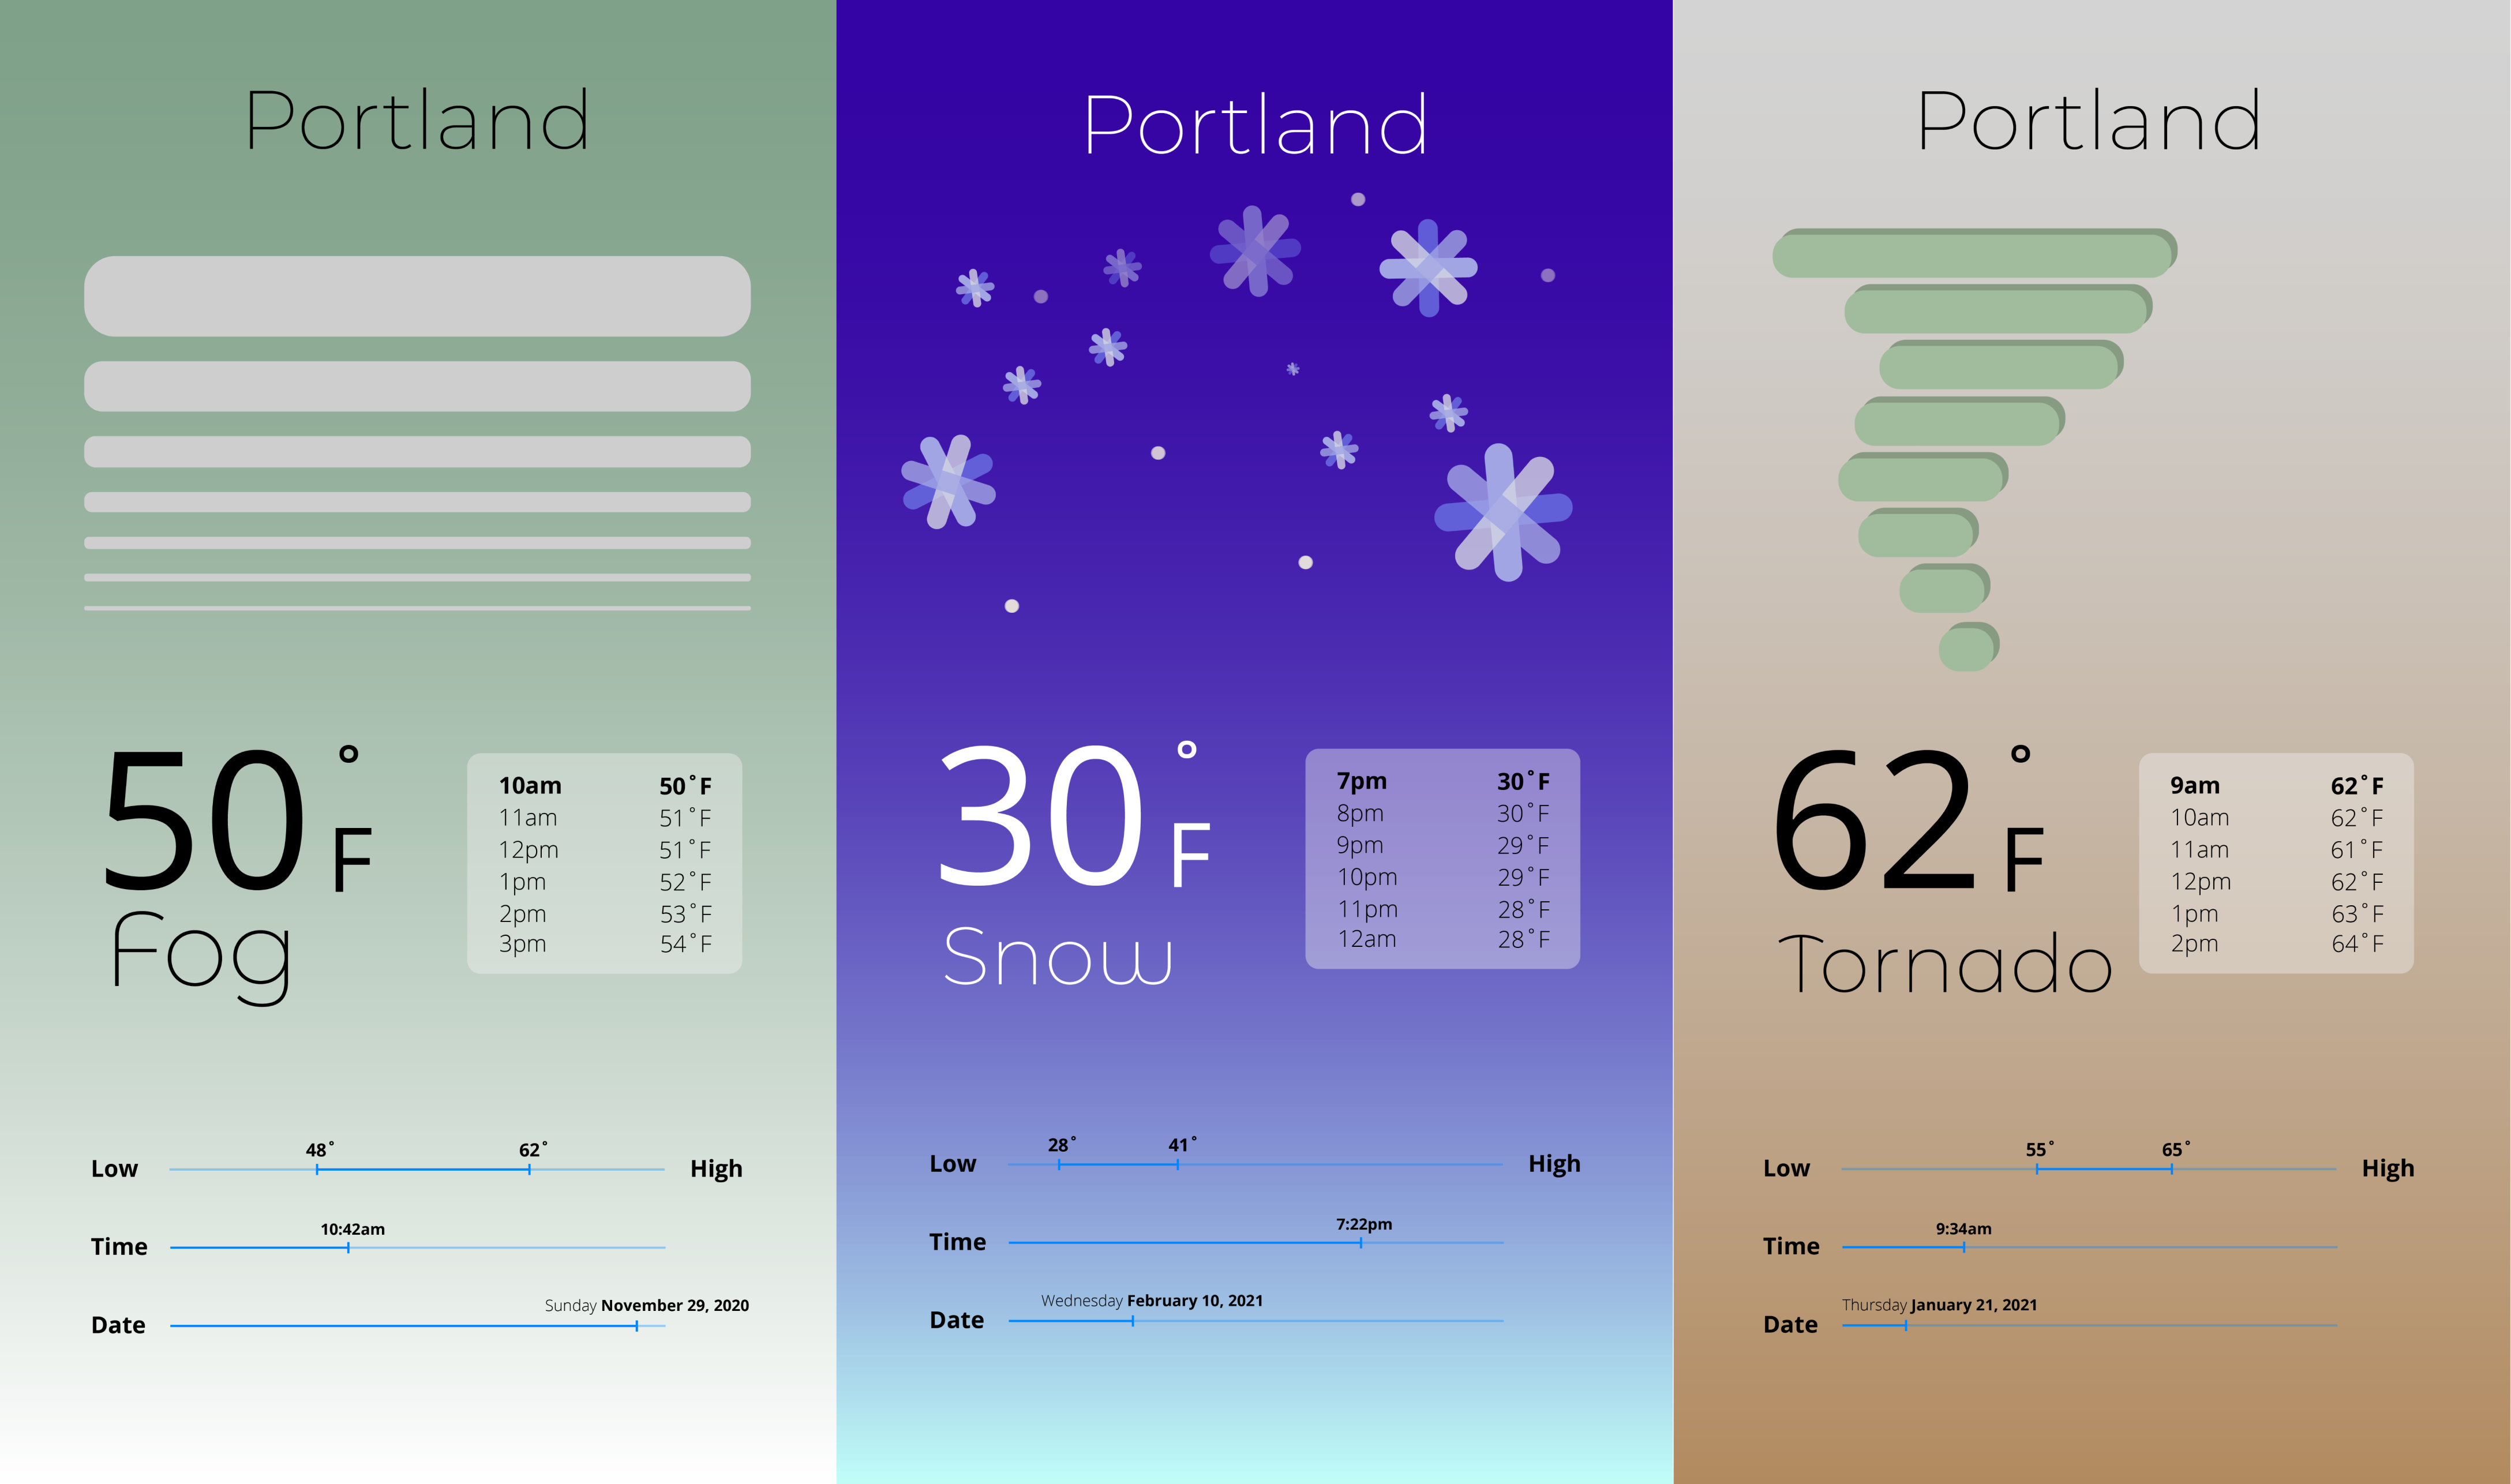 Portland
50°F
Fog
10am 50°F
11am 51°F
12pm 51°F
1pm 52°F
2pm 53°F
3pm 54°F
48° 62°
Low High
10:42am
Time
Sunday November 29, 2020
Date
Portland
30°F
Snow
7pm 30°F
8pm 30°F
9pm 29°F
10pm 29°F
11pm 28°F
12am 28°F
28° 41°
Low High
7:22pm
Time
Wednesday February 10, 2021
Date
Portland
62°F
Tornado
9am 62°F
10am 62°F
11am 61°F
12pm 62°F
1pm 63°F
2pm 64°F
55° 65°
Low High
9:34am
Time
Thursday January 21, 2021
Date